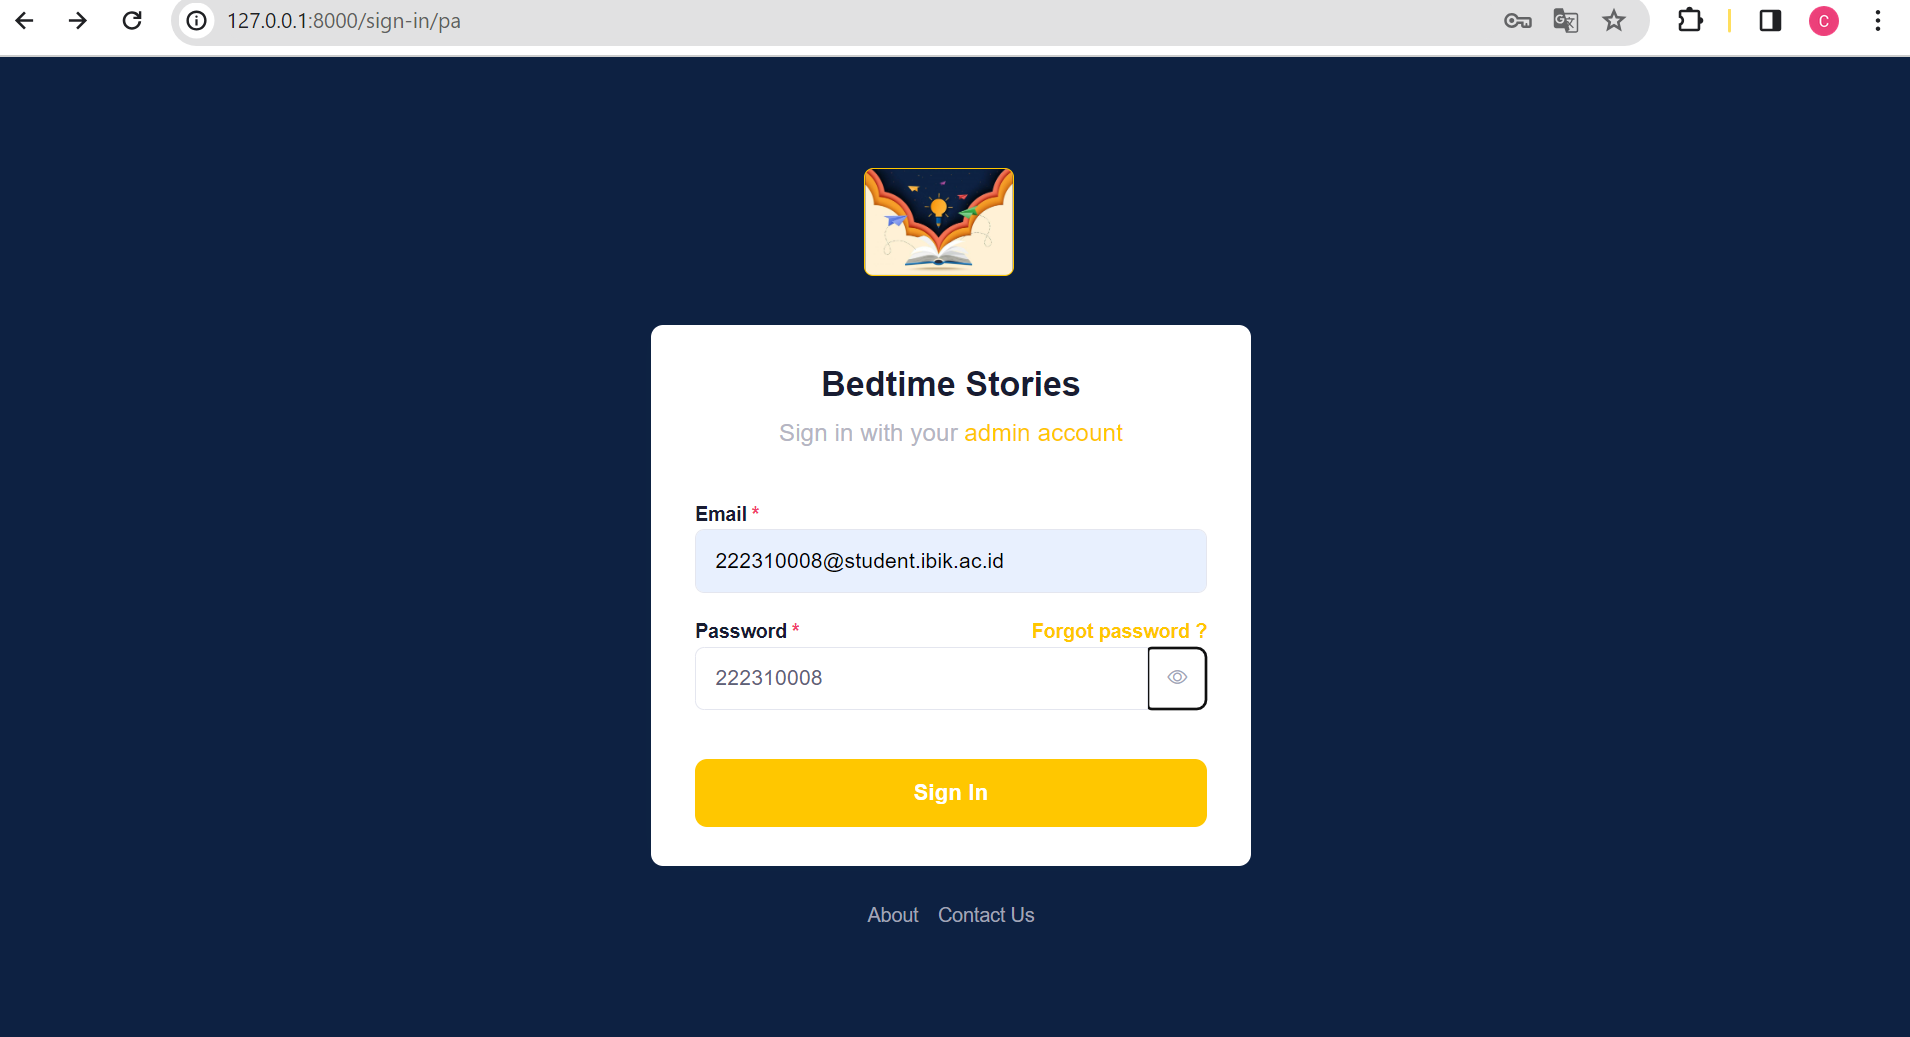 127.0.0.1:8000/sign-in/pa
C
Bedtime Stories
Sign in with your admin account
Email *
222310008@student.ibik.ac.id
Password * Forgot password ?
222310008
Sign In
About Contact Us